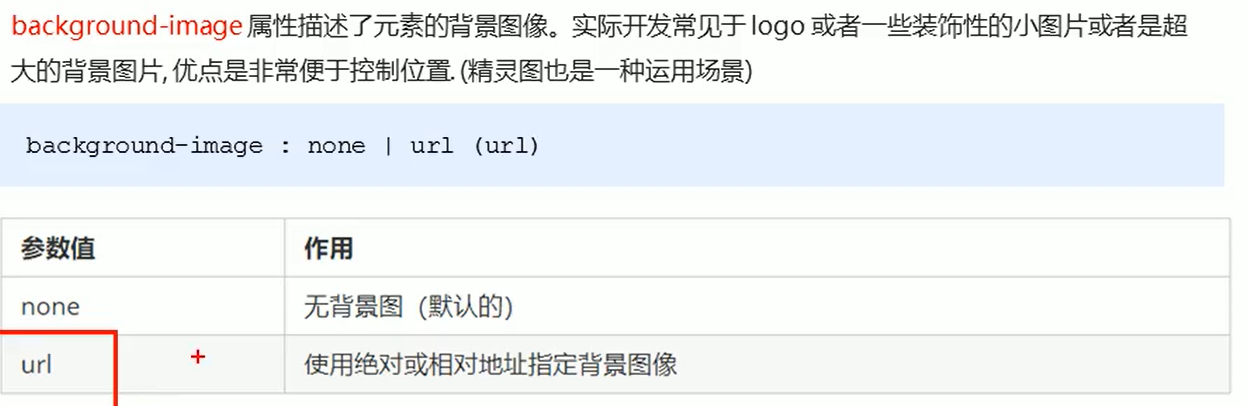 background-image 属性描述了元素的背景图像。实际开发常见于 logo 或者一些装饰性的小图片或者是超
大的背景图片, 优点是非常便于控制位置. (精灵图也是一种运用场景)
background-image : none | url (url)
参数值 作用
none 无背景图（默认的）
url 使用绝对或相对地址指定背景图像